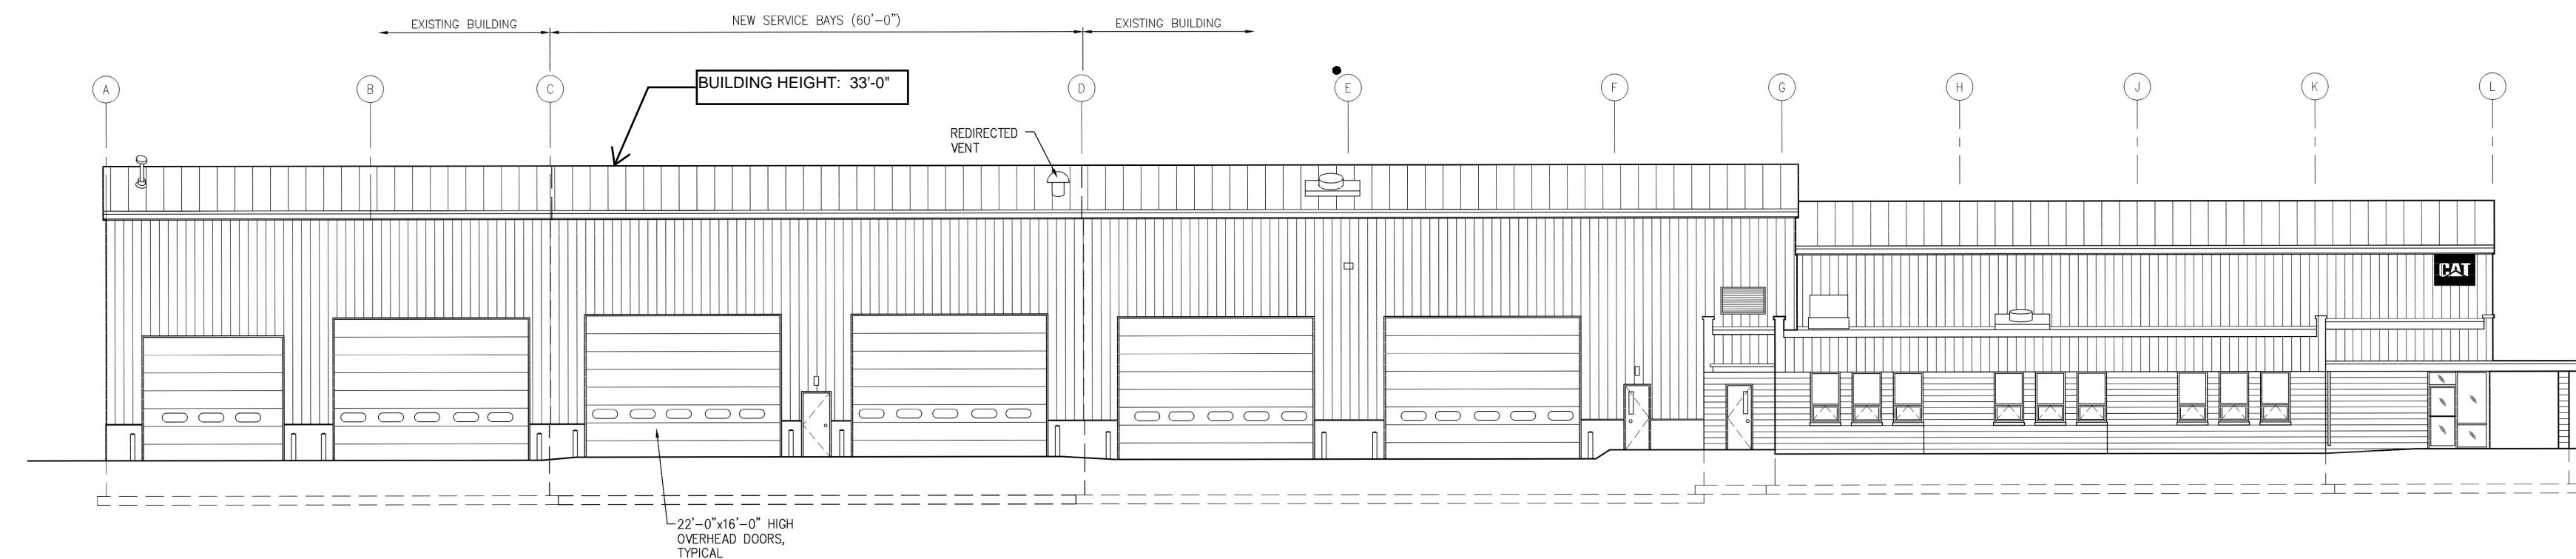 EXISTING BUILDING
NEW SERVICE BAYS (60'-0")
EXISTING BUILDING
BUILDING HEIGHT: 33'-0"
A
B
C
D
E
F
G
H
J
K
L
REDIRECTED
VENT
CAT
22'-0"x16'-0" HIGH
OVERHEAD DOORS,
TYPICAL